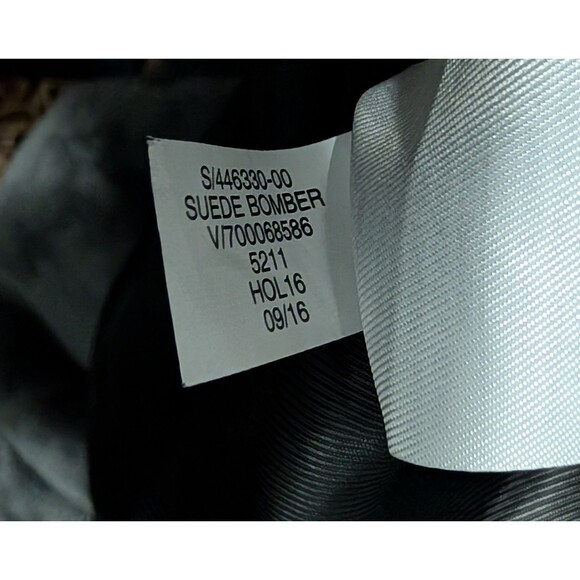 S/446330-00
SUEDE BOMBER
V/700068586
5211
HOL16
09/16